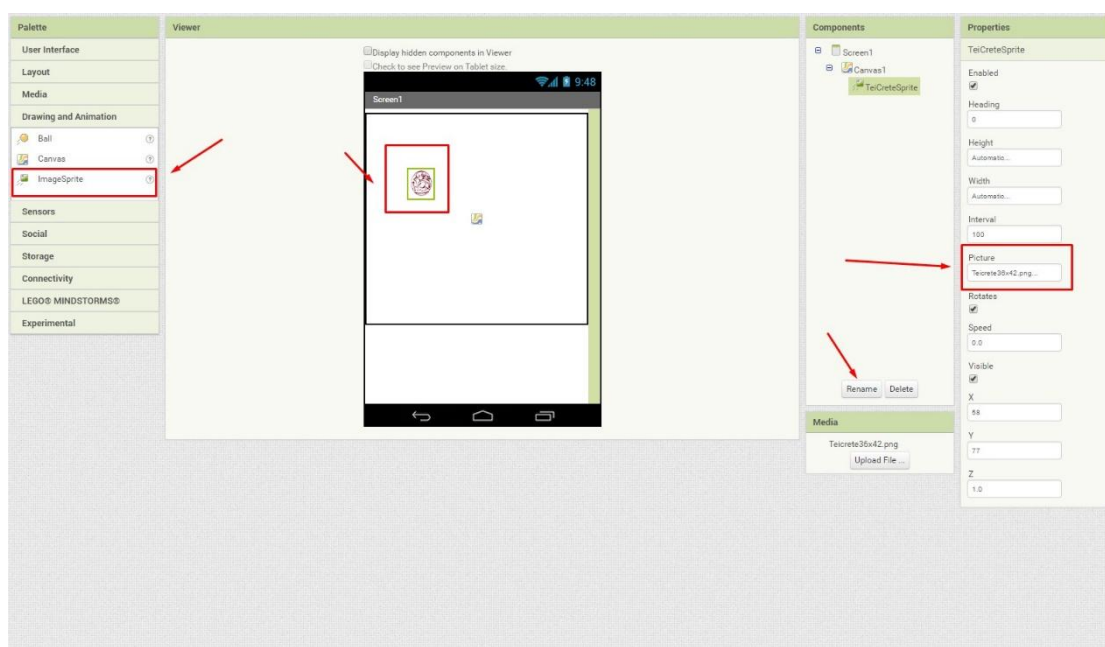 Palette
User Interface
Layout
Media
Drawing and Animation
Ball
Canvas
ImageSprite
Sensors
Social
Storage
Connectivity
LEGO® MINDSTORMS®
Experimental
Viewer
Display hidden components in Viewer
Check to see Preview on Tablet size.
9:48
Screen1
Components
Screen1
Canvas1
TeiCreteSprite
Rename Delete
Media
Teicrete36x42.png
Upload File ...
Properties
TeiCreteSprite
Enabled
Heading
0
Height
Automatic...
Width
Automatic...
Interval
100
Picture
Teicrete36x42.png...
Rotates
Speed
0.0
Visible
X
58
Y
77
Z
1.0